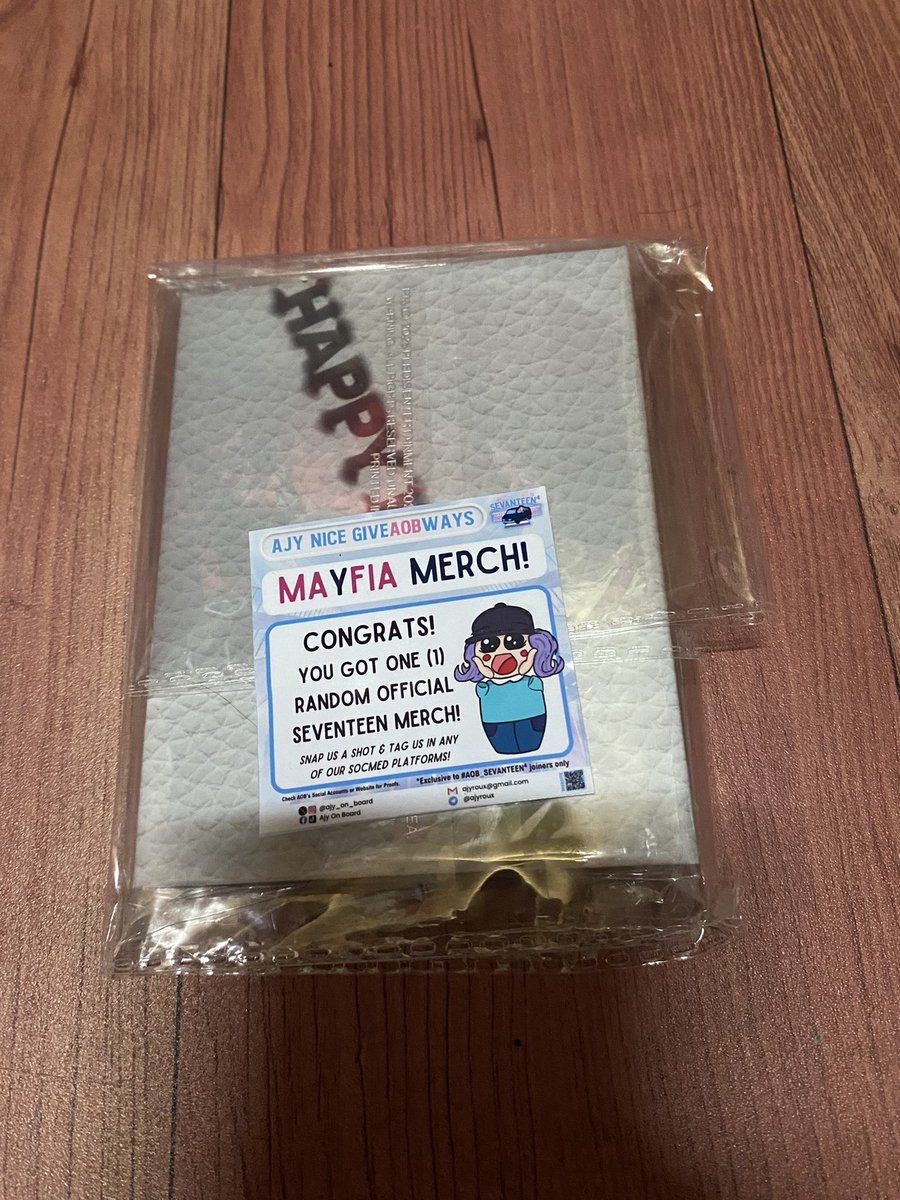 HAPPY
SEVANTEEN⁴
AJY NICE GIVEAOBWAYS
MAYFIA MERCH!
CONGRATS!
YOU GOT ONE (1)
RANDOM OFFICIAL
SEVENTEEN MERCH!
SNAP US A SHOT & TAG US IN ANY
OF OUR SOCMED PLATFORMS!
*Exclusive to #AOB_SEVANTEEN⁴ joiners only
Check AOB's Social Accounts or Website for Proofs.
@ajy_on_board
Ajy On Board
ajyroux@gmail.com
@ajyroux